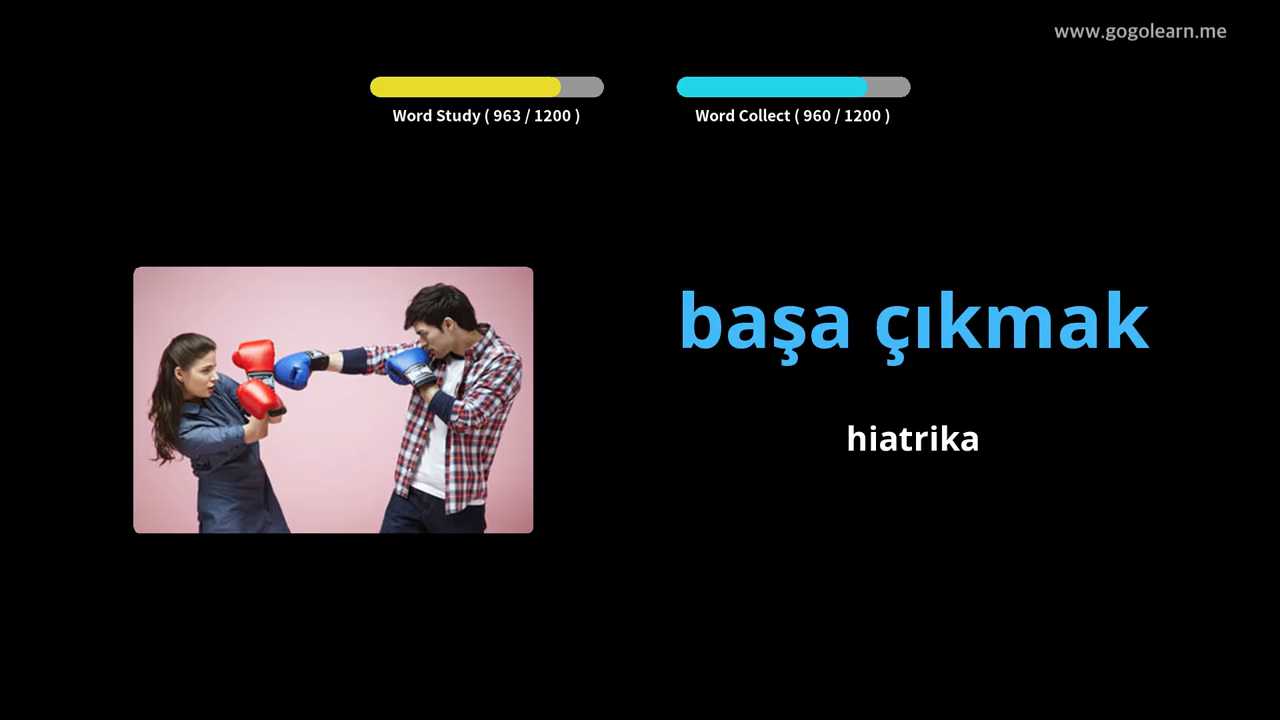 www.gogolearn.me
Word Study ( 963 / 1200 )
Word Collect ( 960 / 1200 )
başa çıkmak
hiatrika